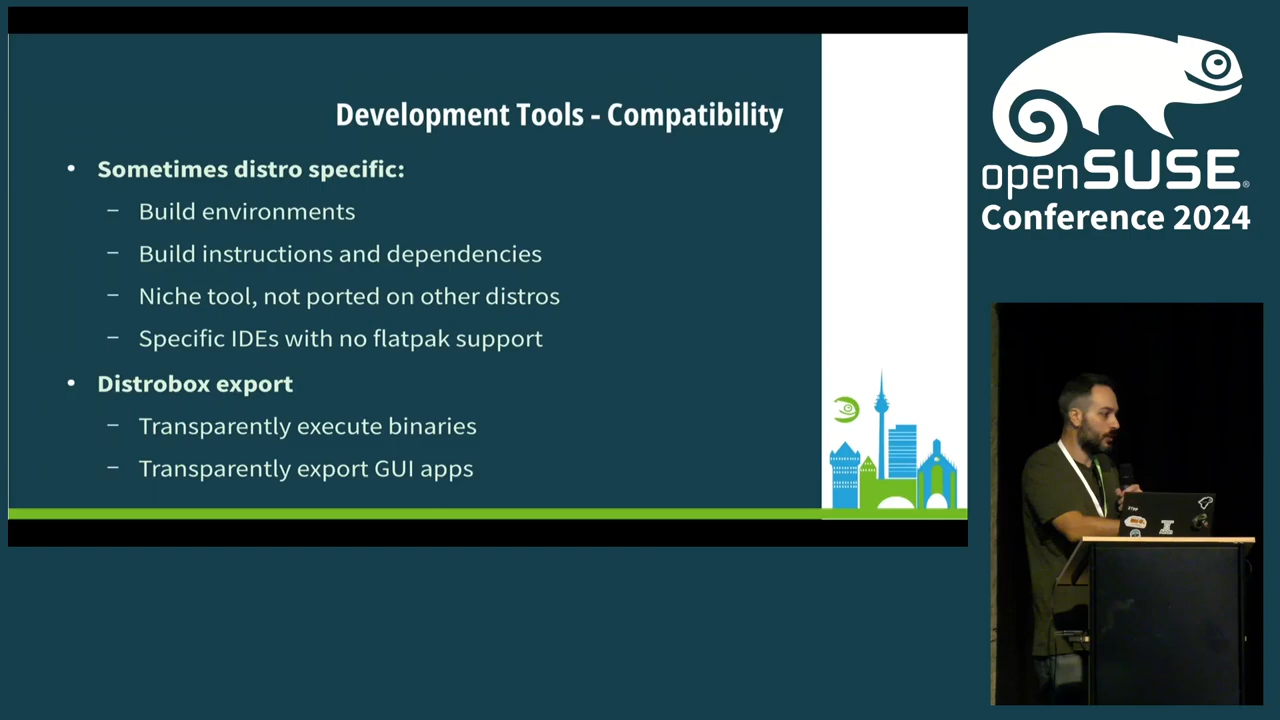 Development Tools - Compatibility
• Sometimes distro specific:
– Build environments
– Build instructions and dependencies
– Niche tool, not ported on other distros
– Specific IDEs with no flatpak support
• Distrobox export
– Transparently execute binaries
– Transparently export GUI apps
openSUSE®
Conference 2024